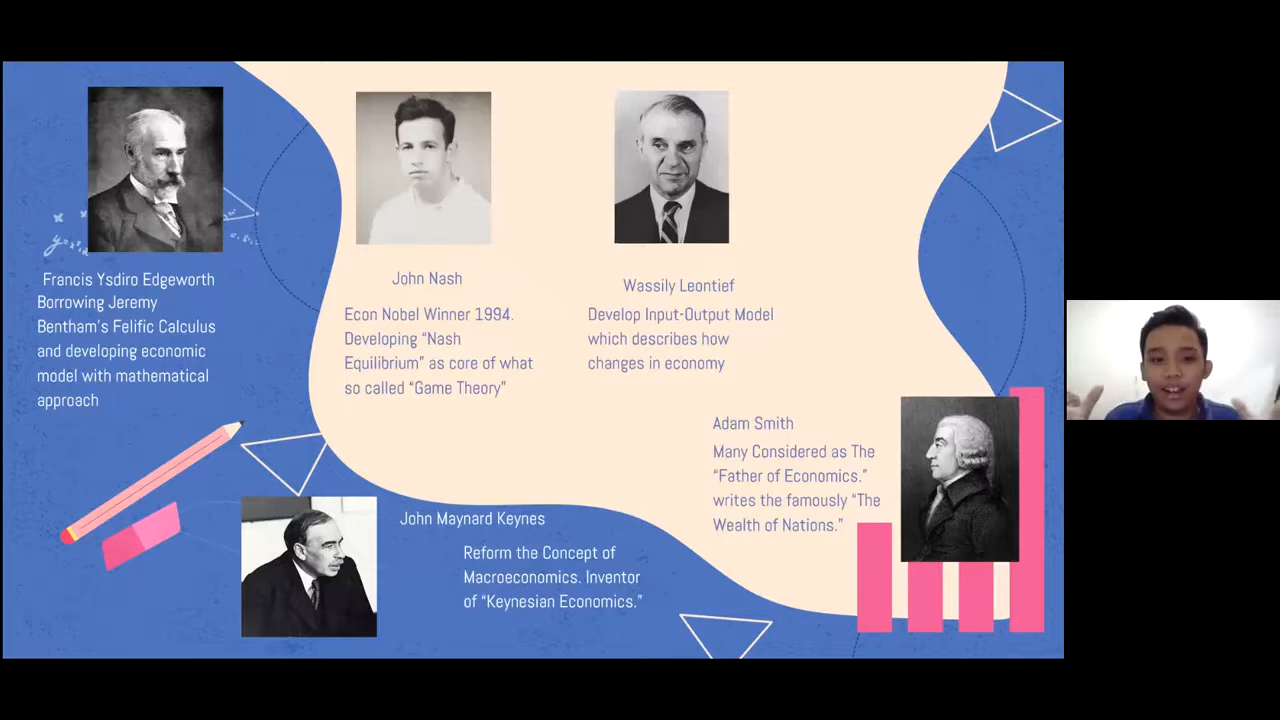 Francis Ysdiro Edgeworth
Borrowing Jeremy
Bentham's Felific Calculus
and developing economic
model with mathematical
approach
John Nash
Econ Nobel Winner 1994.
Developing "Nash
Equilibrium" as core of what
so called "Game Theory"
Wassily Leontief
Develop Input-Output Model
which describes how
changes in economy
Adam Smith
Many Considered as The
"Father of Economics."
writes the famously "The
Wealth of Nations."
John Maynard Keynes
Reform the Concept of
Macroeconomics. Inventor
of "Keynesian Economics."